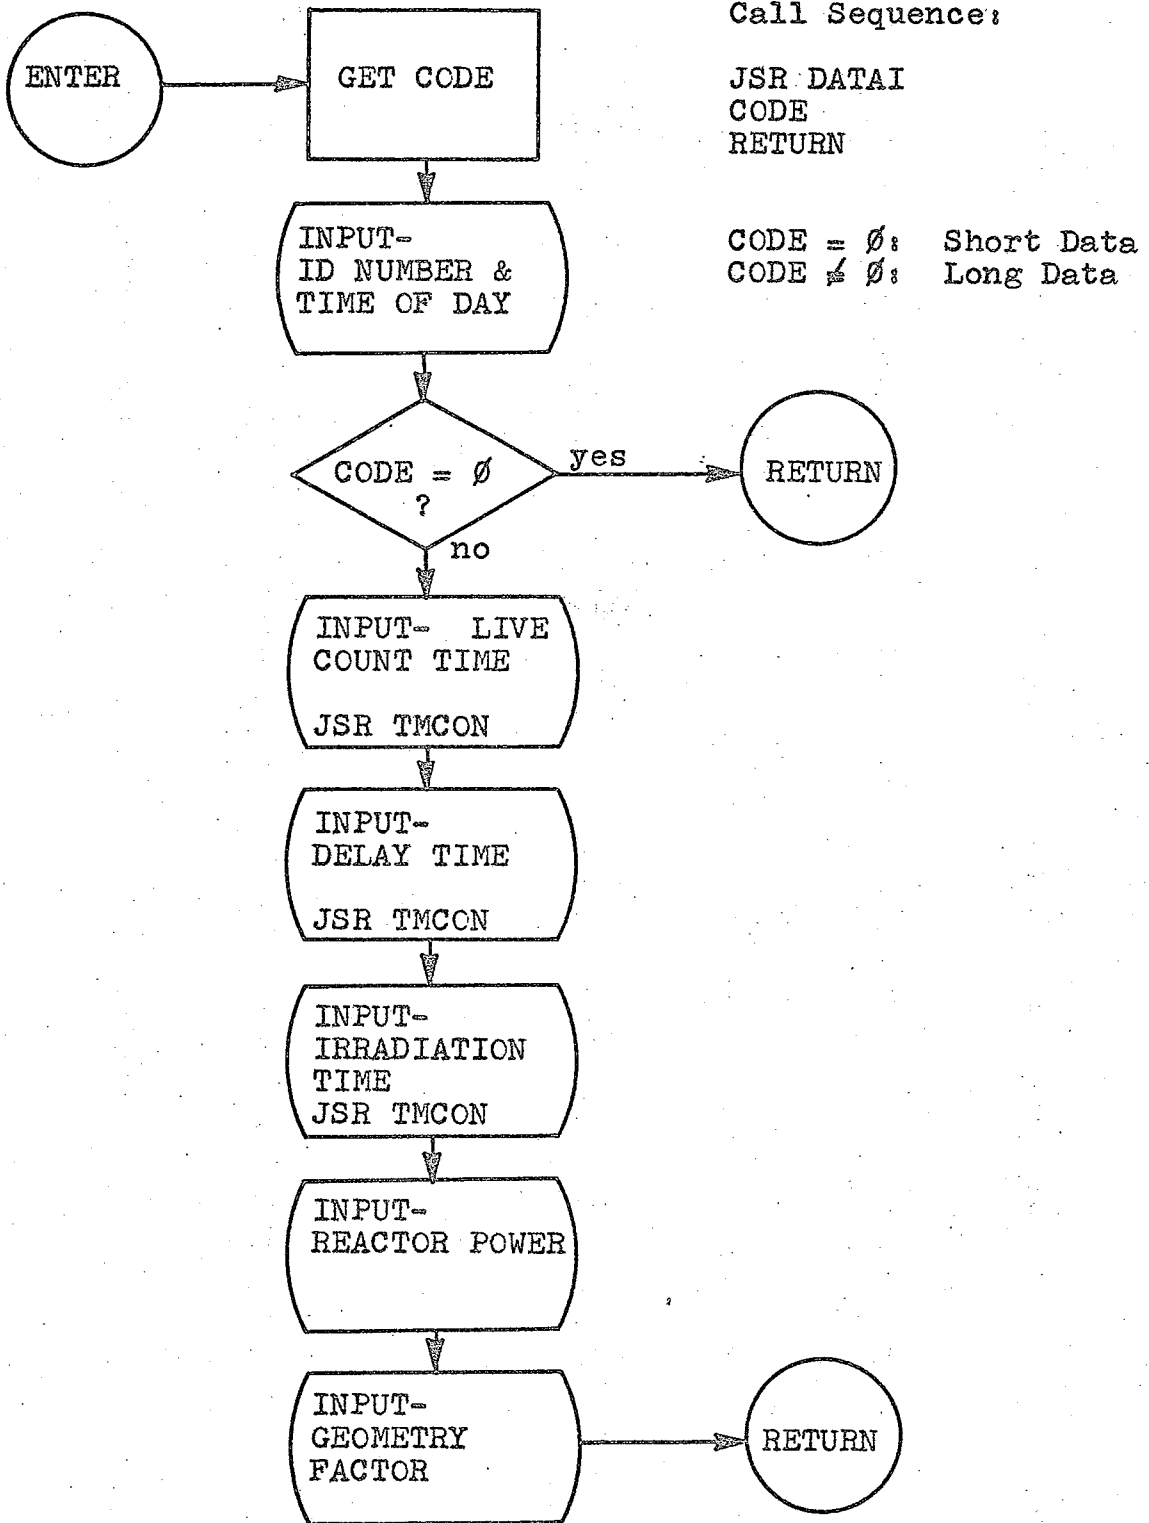 Call Sequence:
ENTER
GET CODE
JSR DATAI
CODE
RETURN
INPUT-
ID NUMBER &
TIME OF DAY
CODE = Ø: Short Data
CODE ≠ Ø: Long Data
CODE = Ø
?
yes
RETURN
no
INPUT- LIVE
COUNT TIME
JSR TMCON
INPUT-
DELAY TIME
JSR TMCON
INPUT-
IRRADIATION
TIME
JSR TMCON
INPUT-
REACTOR POWER
INPUT-
GEOMETRY
FACTOR
RETURN